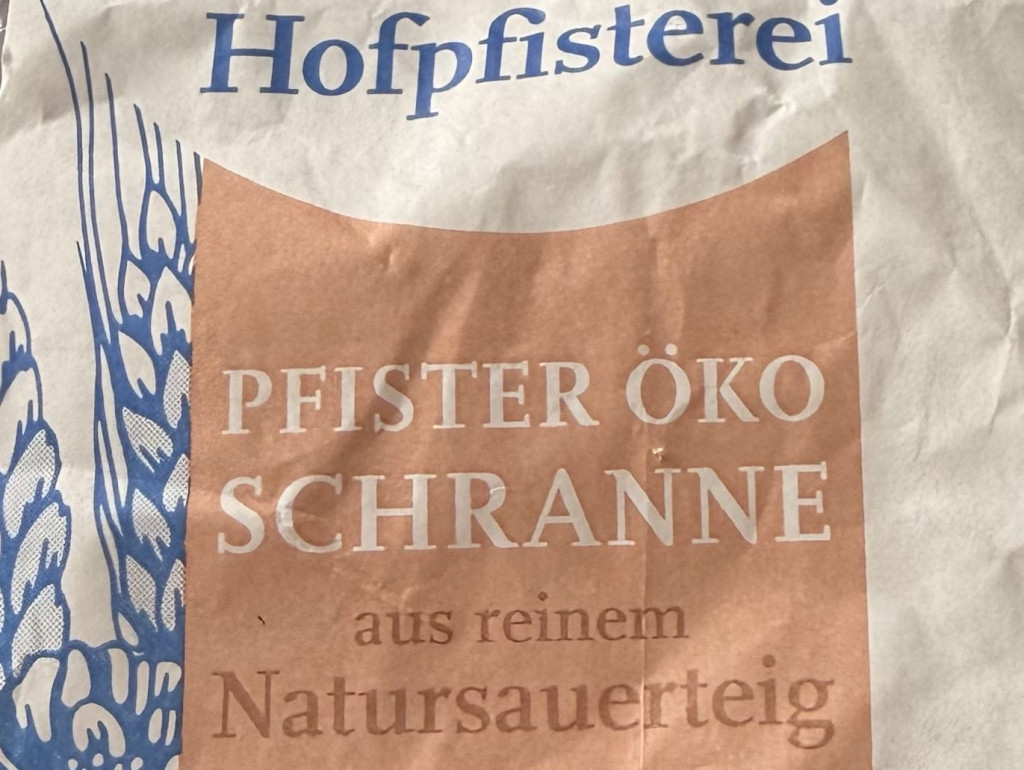 Hofpfisterei
PFISTER ÖKO
SCHRANNE
aus reinem
Natursauerteig